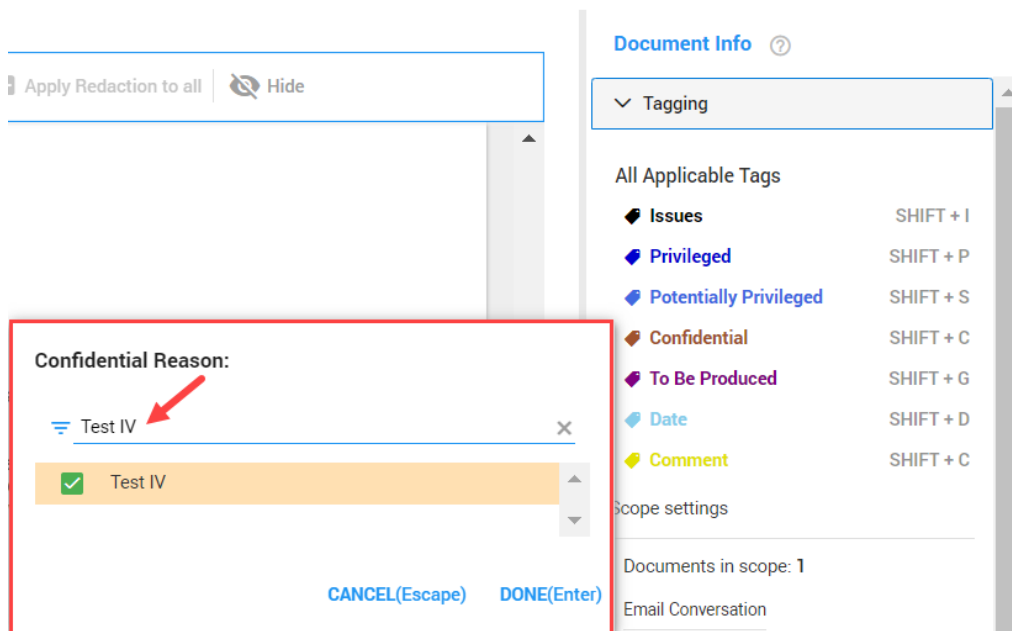 Apply Redaction to all
Hide
Confidential Reason:
Test IV
Test IV
CANCEL(Escape) DONE(Enter)
Document Info
Tagging
All Applicable Tags
Issues SHIFT + I
Privileged SHIFT + P
Potentially Privileged SHIFT + S
Confidential SHIFT + C
To Be Produced SHIFT + G
Date SHIFT + D
Comment SHIFT + C
Scope settings
Documents in scope: 1
Email Conversation